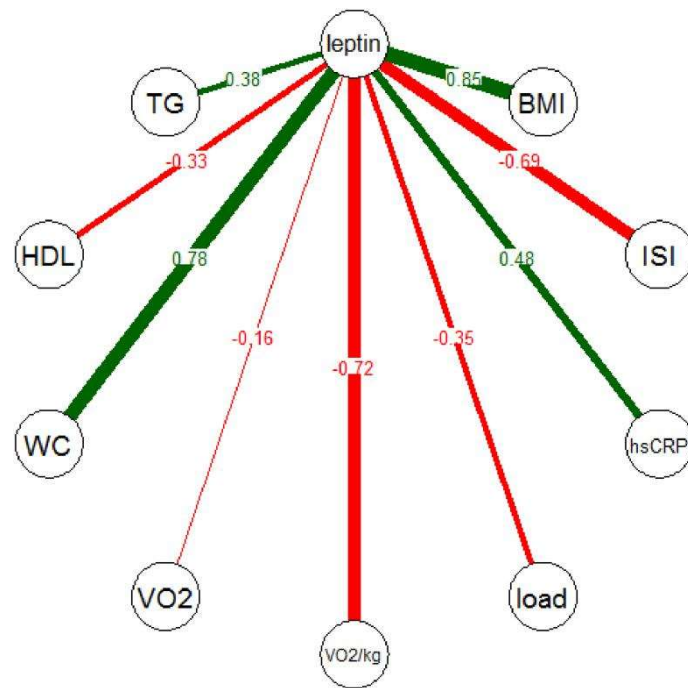 leptin
TG
0.38
0.85
BMI
-0.33
-0.69
HDL
0.78
0.48
ISI
-0.16
-0.72
-0.35
WC
hsCRP
VO2
load
VO2/kg